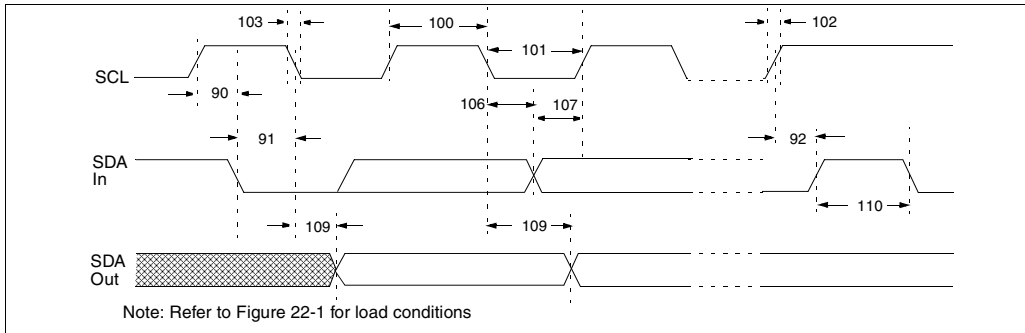 103
100
102
101
SCL
90
106
107
91
92
SDA
In
110
109
109
SDA
Out
Note: Refer to Figure 22-1 for load conditions